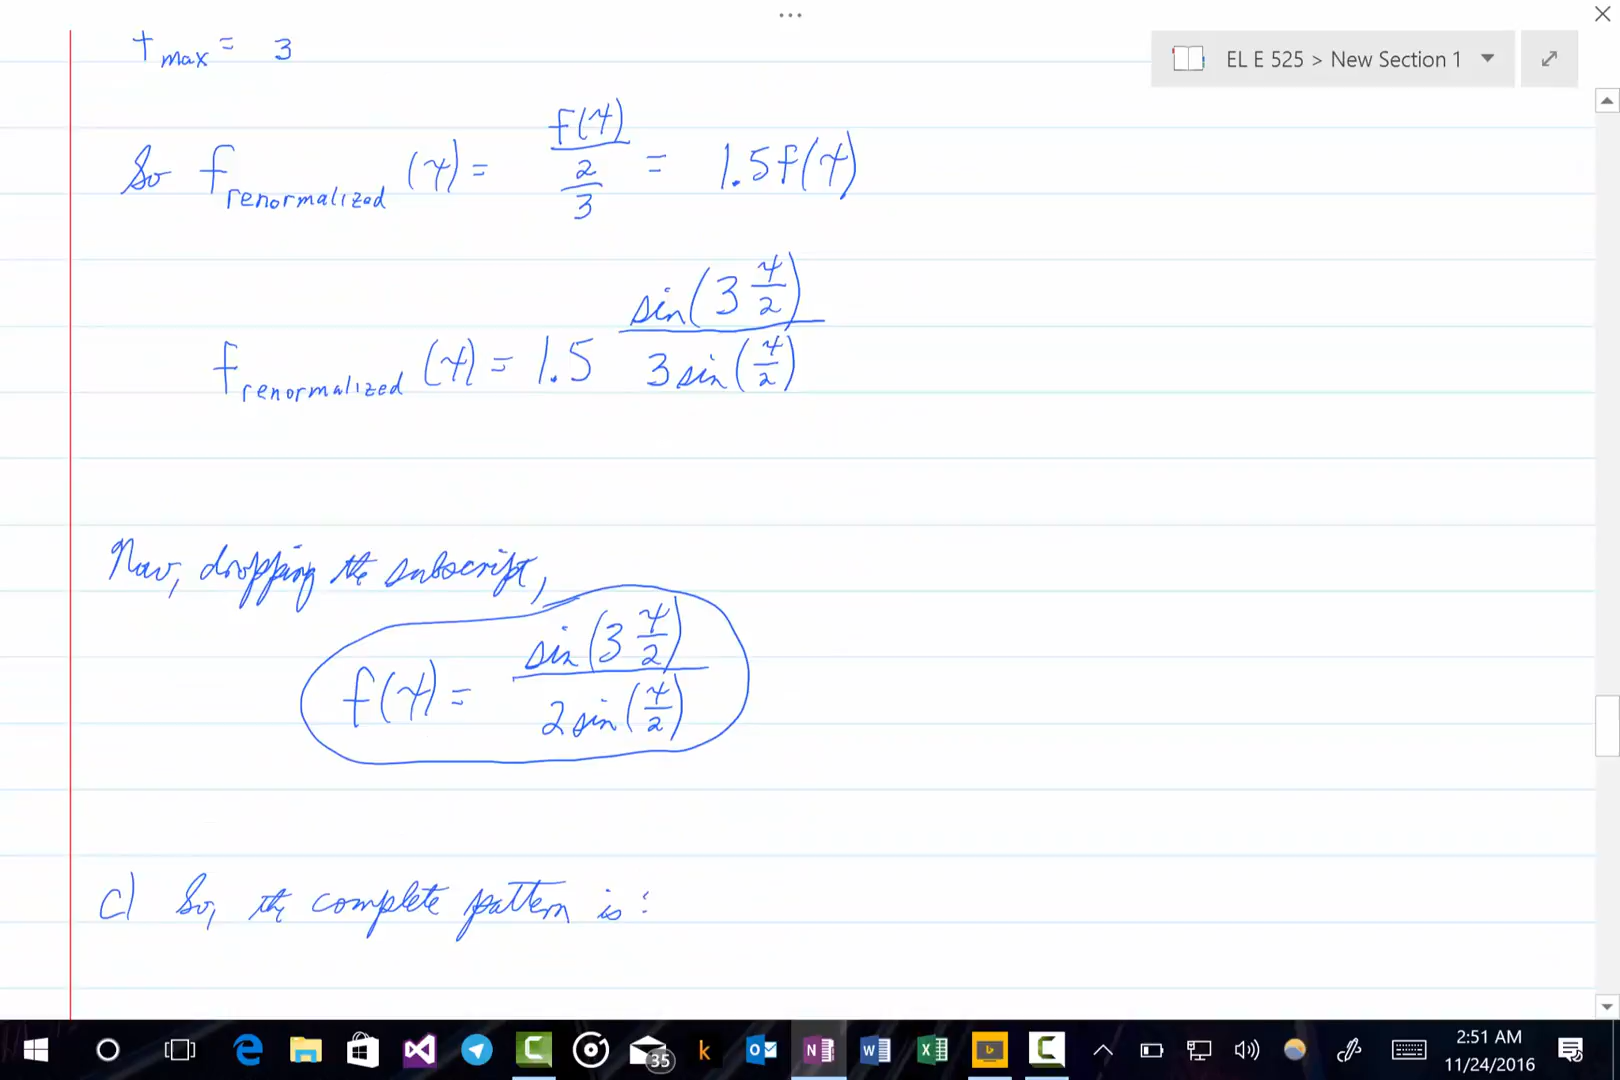 ...
EL E 525 > New Section 1
f_max = 3
So f_renormalized (ψ) = f(ψ) / (2/3) = 1.5 f(ψ)
f_renormalized (ψ) = 1.5 sin(3 ψ/2) / 3 sin(ψ/2)
Now, dropping the subscript,
f(ψ) = sin(3 ψ/2) / 2 sin(ψ/2)
c) So, the complete pattern is :
35
2:51 AM
11/24/2016